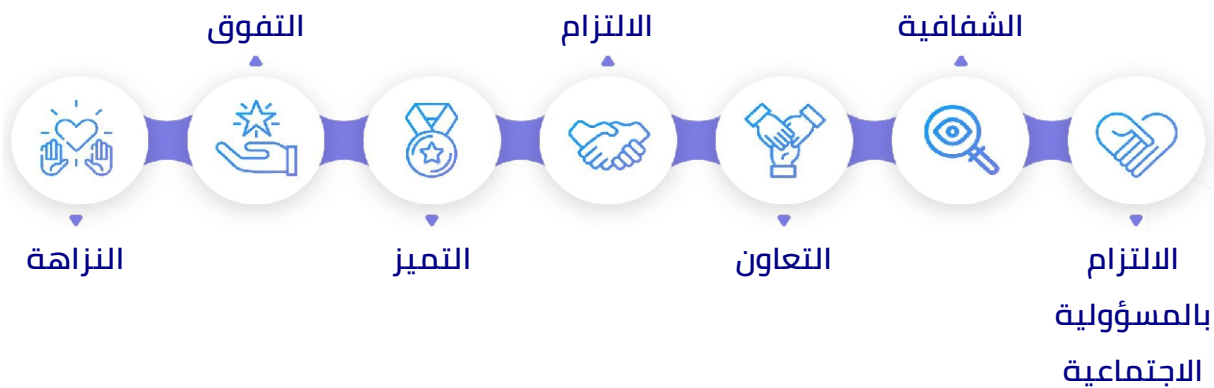 الشفافية
الالتزام
التفوق
الالتزام
بالمسؤولية
الاجتماعية
التعاون
التميز
النزاهة